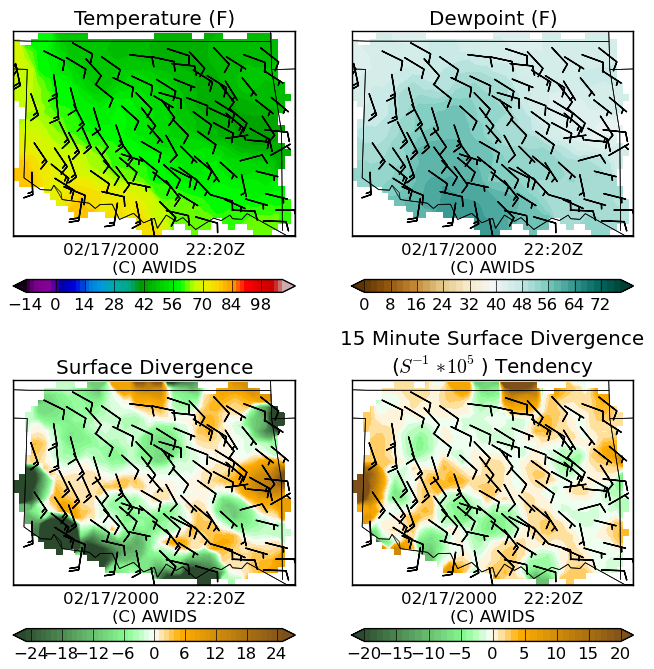 Temperature (F)
Dewpoint (F)
02/17/2000 22:20Z
(C) AWIDS
02/17/2000 22:20Z
(C) AWIDS
−14 0 14 28 42 56 70 84 98
0 8 16 24 32 40 48 56 64 72
Surface Divergence
15 Minute Surface Divergence
(S⁻¹ *10⁵ ) Tendency
02/17/2000 22:20Z
(C) AWIDS
02/17/2000 22:20Z
(C) AWIDS
−24 −18 −12 −6 0 6 12 18 24
−20 −15 −10 −5 0 5 10 15 20